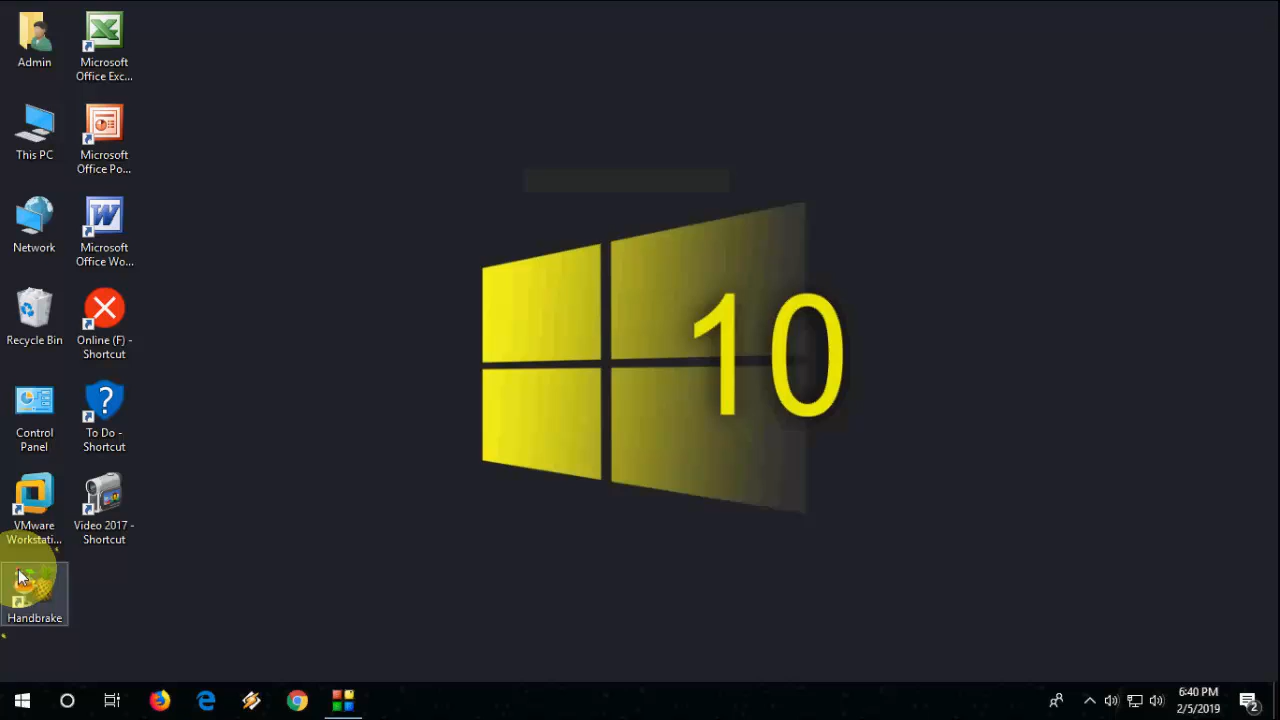 Admin
Microsoft
Office Exc...
This PC
Microsoft
Office Po...
Network
Microsoft
Office Wo...
Recycle Bin
Online (F) -
Shortcut
Control
Panel
To Do -
Shortcut
VMware
Workstati...
Video 2017 -
Shortcut
Handbrake
10
6:40 PM
2/5/2019
2